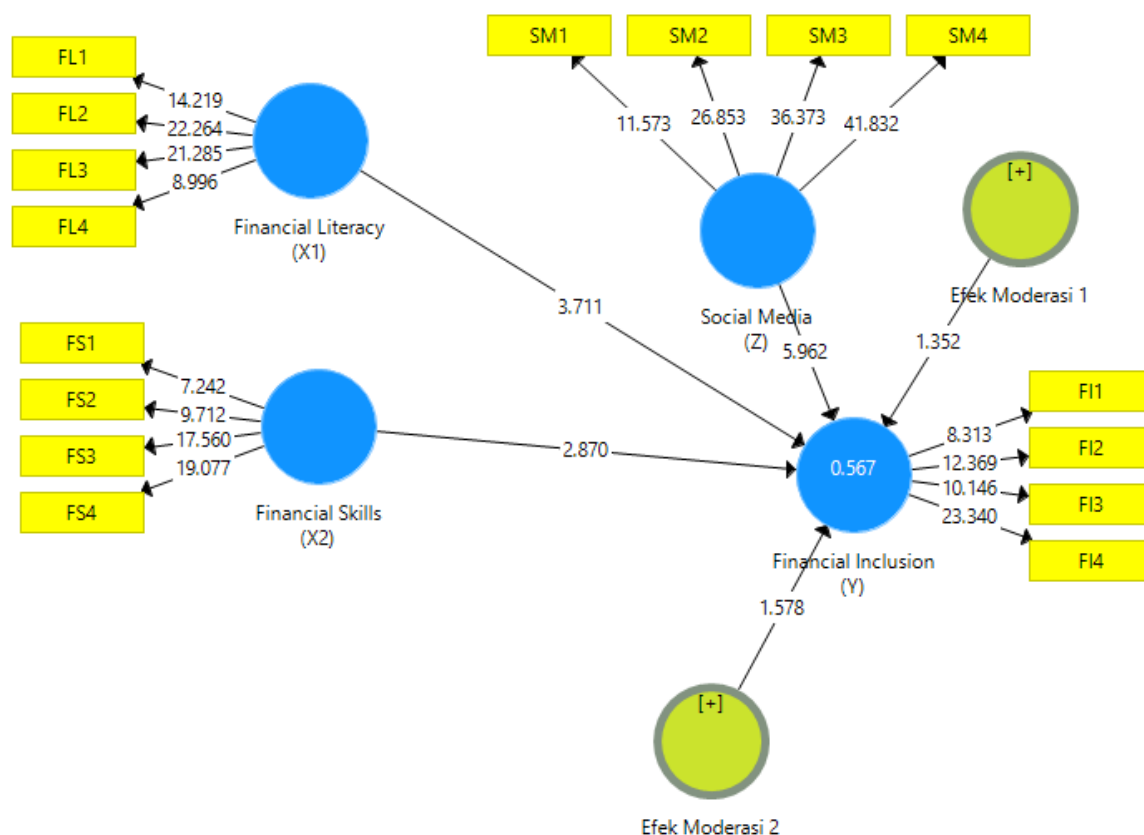 SM1
SM2
SM3
SM4
FL1
FL2
FL3
FL4
14.219
22.264
21.285
8.996
Financial Literacy
(X1)
11.573
26.853
36.373
41.832
Social Media
(Z)
[+]
Efek Moderasi 1
3.711
5.962
1.352
FS1
FS2
FS3
FS4
7.242
9.712
17.560
19.077
Financial Skills
(X2)
2.870
0.567
Financial Inclusion
(Y)
8.313
12.369
10.146
23.340
FI1
FI2
FI3
FI4
1.578
[+]
Efek Moderasi 2